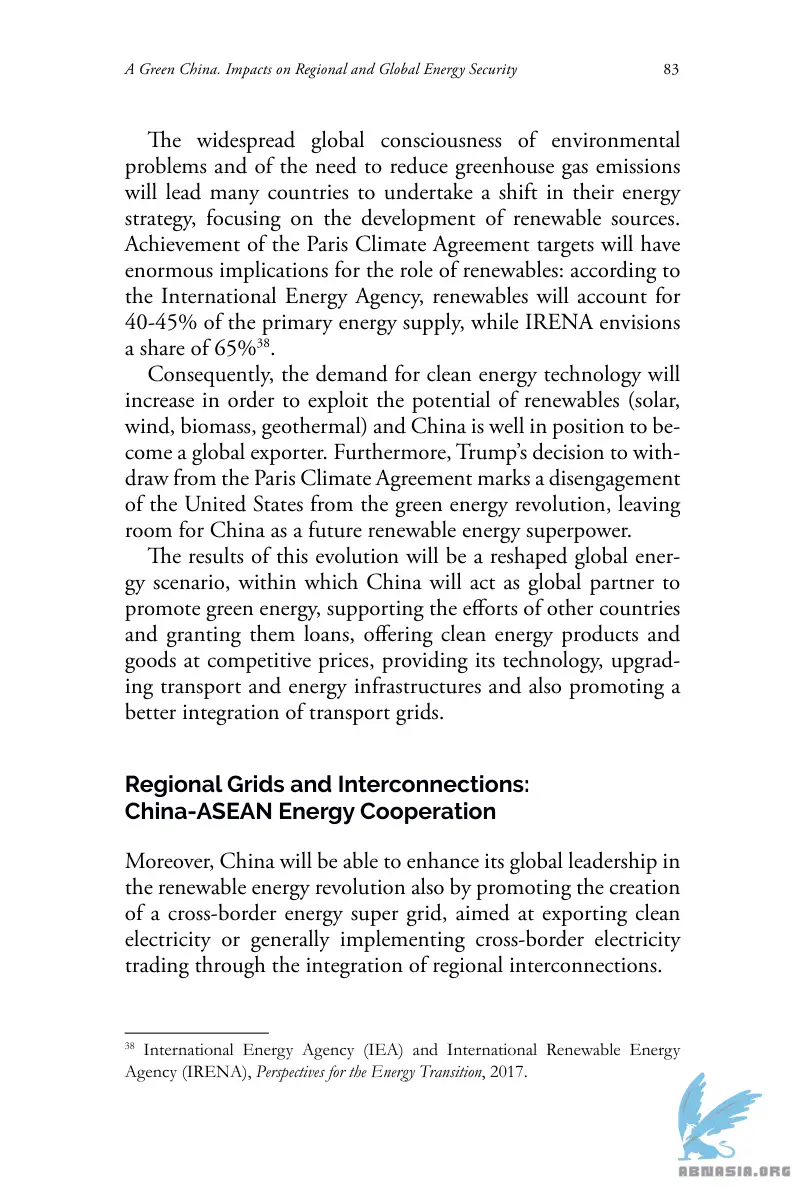 A Green China. Impacts on Regional and Global Energy Security 83
The widespread global consciousness of environmental
problems and of the need to reduce greenhouse gas emissions
will lead many countries to undertake a shift in their energy
strategy, focusing on the development of renewable sources.
Achievement of the Paris Climate Agreement targets will have
enormous implications for the role of renewables: according to
the International Energy Agency, renewables will account for
40-45% of the primary energy supply, while IRENA envisions
a share of 65%³⁸.
Consequently, the demand for clean energy technology will
increase in order to exploit the potential of renewables (solar,
wind, biomass, geothermal) and China is well in position to be-
come a global exporter. Furthermore, Trump’s decision to with-
draw from the Paris Climate Agreement marks a disengagement
of the United States from the green energy revolution, leaving
room for China as a future renewable energy superpower.
The results of this evolution will be a reshaped global ener-
gy scenario, within which China will act as global partner to
promote green energy, supporting the efforts of other countries
and granting them loans, offering clean energy products and
goods at competitive prices, providing its technology, upgrad-
ing transport and energy infrastructures and also promoting a
better integration of transport grids.
Regional Grids and Interconnections:
China-ASEAN Energy Cooperation
Moreover, China will be able to enhance its global leadership in
the renewable energy revolution also by promoting the creation
of a cross-border energy super grid, aimed at exporting clean
electricity or generally implementing cross-border electricity
trading through the integration of regional interconnections.
³⁸ International Energy Agency (IEA) and International Renewable Energy
Agency (IRENA), Perspectives for the Energy Transition, 2017.
ABNASIA.ORG